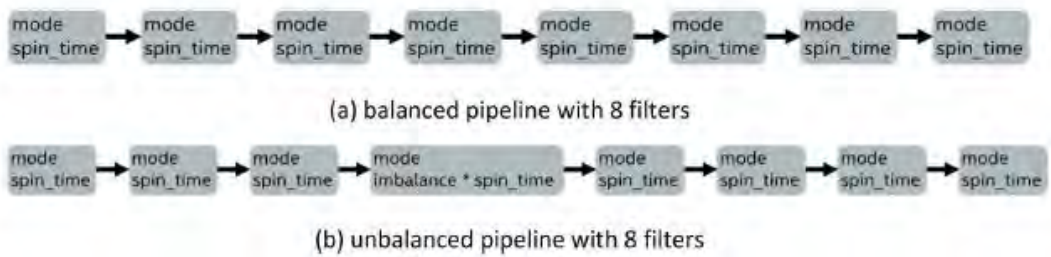 mode mode mode mode mode mode mode mode
spin_time spin_time spin_time spin_time spin_time spin_time spin_time spin_time
(a) balanced pipeline with 8 filters
mode mode mode mode mode mode mode mode
spin_time spin_time spin_time imbalance * spin_time spin_time spin_time spin_time spin_time
(b) unbalanced pipeline with 8 filters